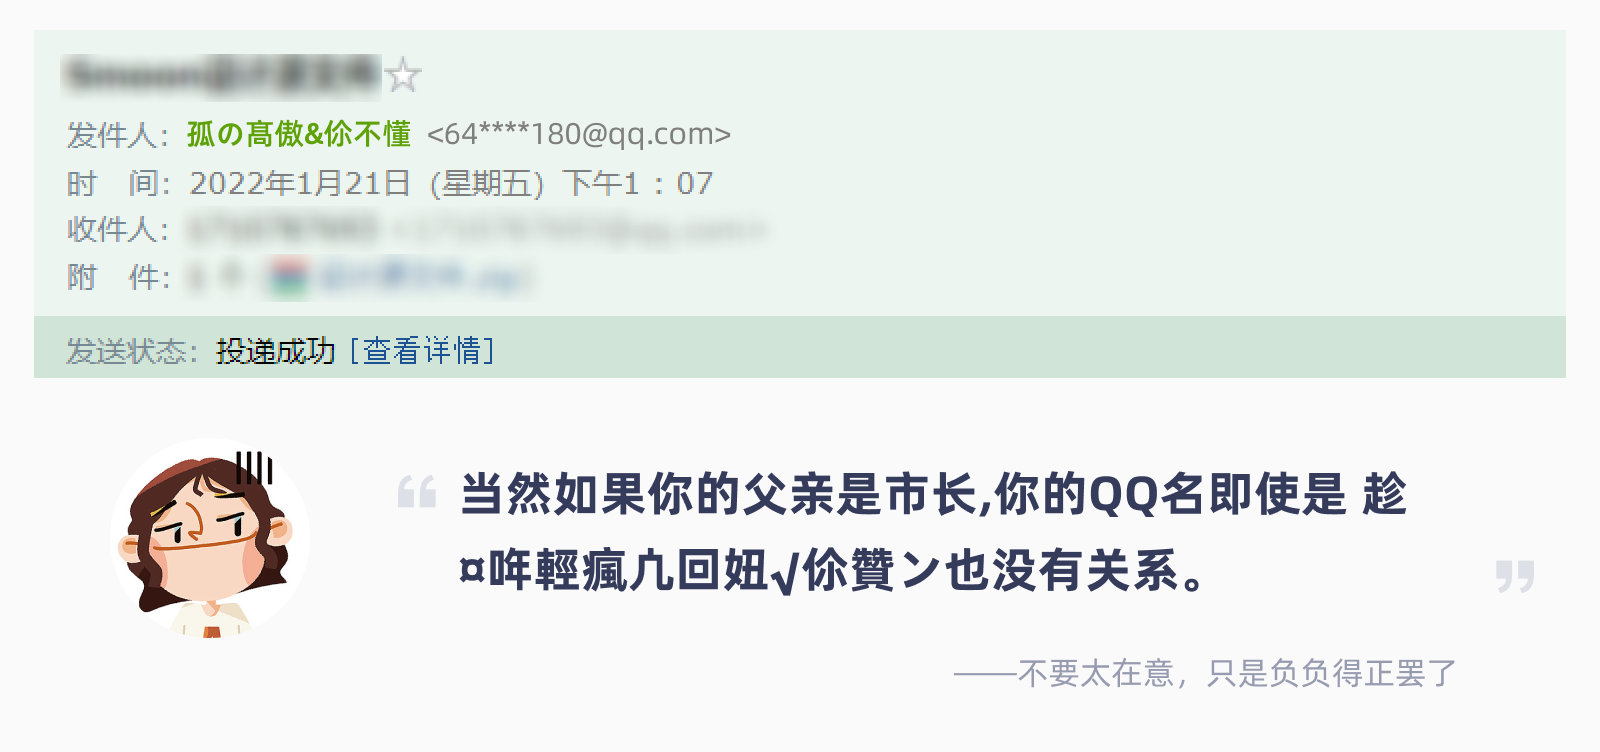 发件人：孤の高傲&伱不懂 <64****180@qq.com>
时 间：2022年1月21日（星期五）下午1：07
收件人：
附 件：
发送状态：投递成功 [查看详情]
“当然如果你的父亲是市长,你的QQ名即使是 趁
¤哖輕瘋凢回妞√伱贊ン也没有关系。”
——不要太在意，只是负负得正罢了